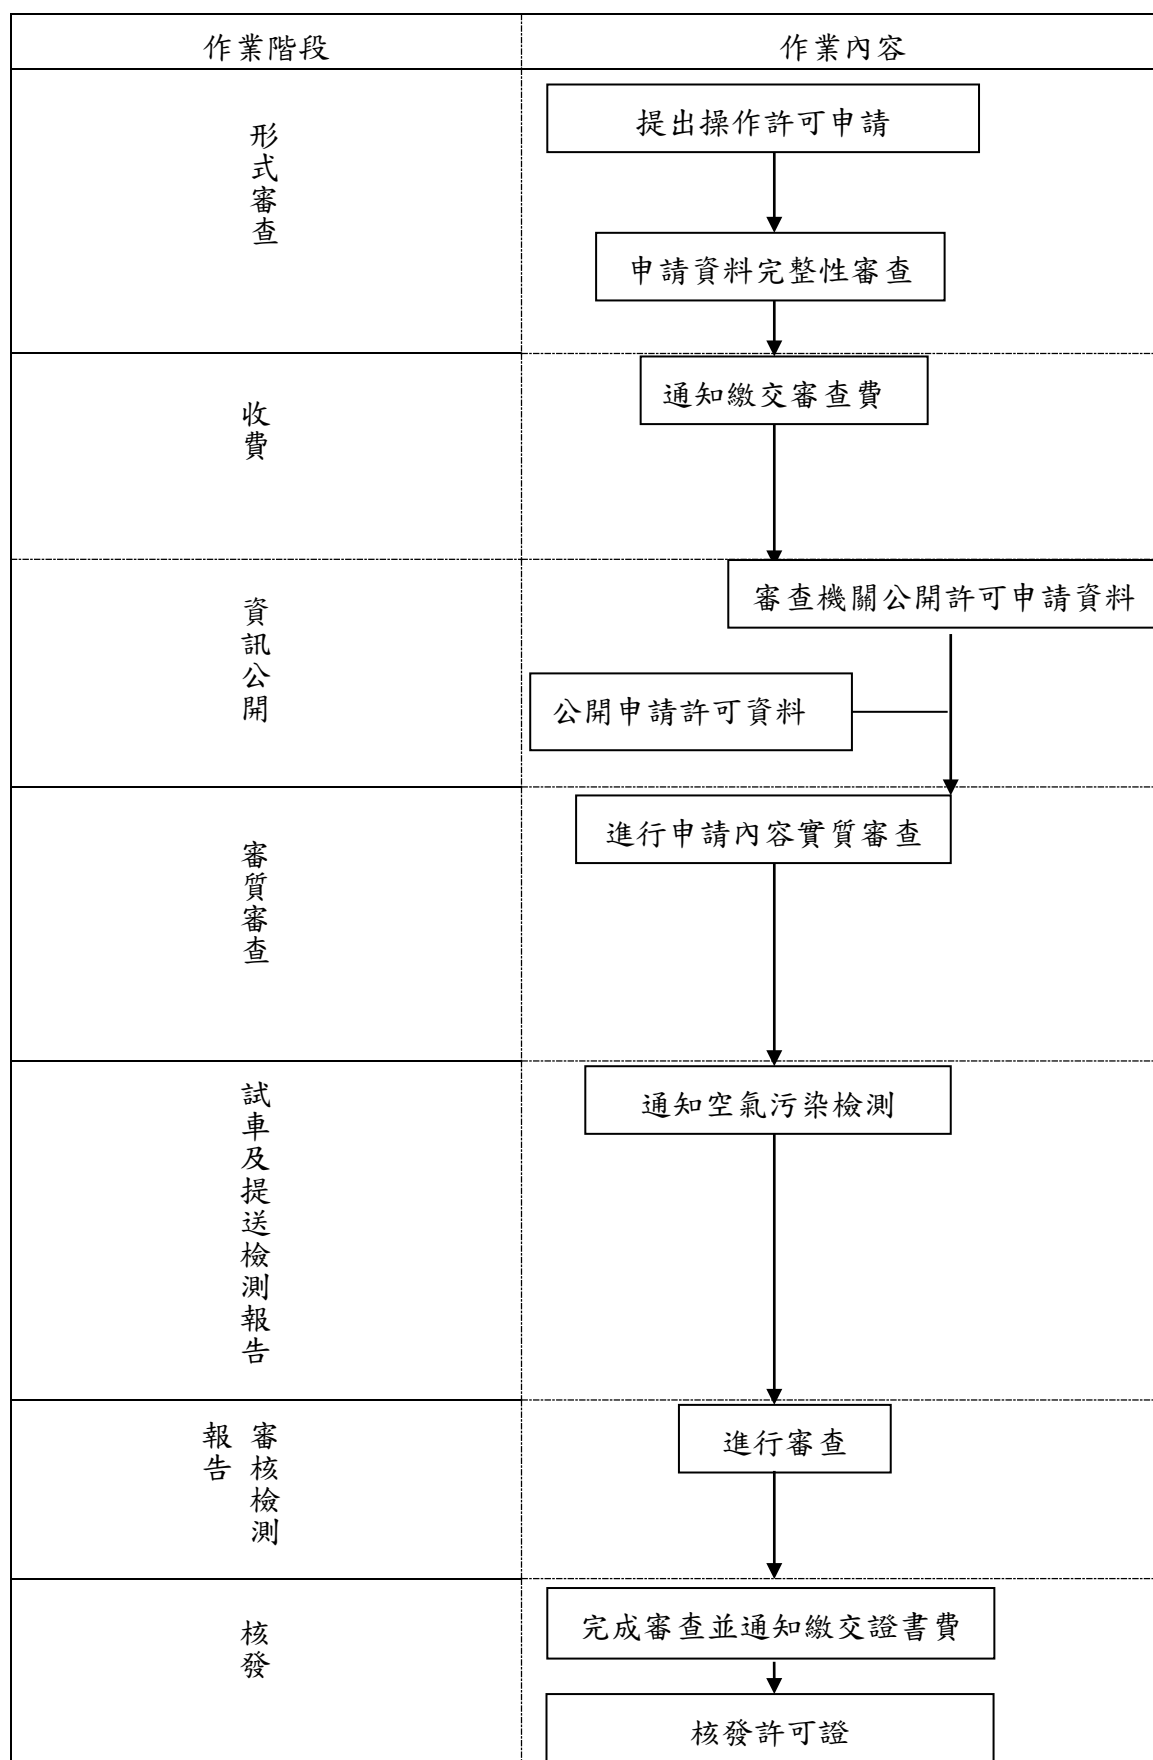 作業階段
作業內容
形式審查
提出操作許可申請
申請資料完整性審查
收費
通知繳交審查費
資訊公開
審查機關公開許可申請資料
公開申請許可資料
審質審查
進行申請內容實質審查
試車及提送檢測報告
通知空氣污染檢測
審核檢測
報告
進行審查
核發
完成審查並通知繳交證書費
核發許可證